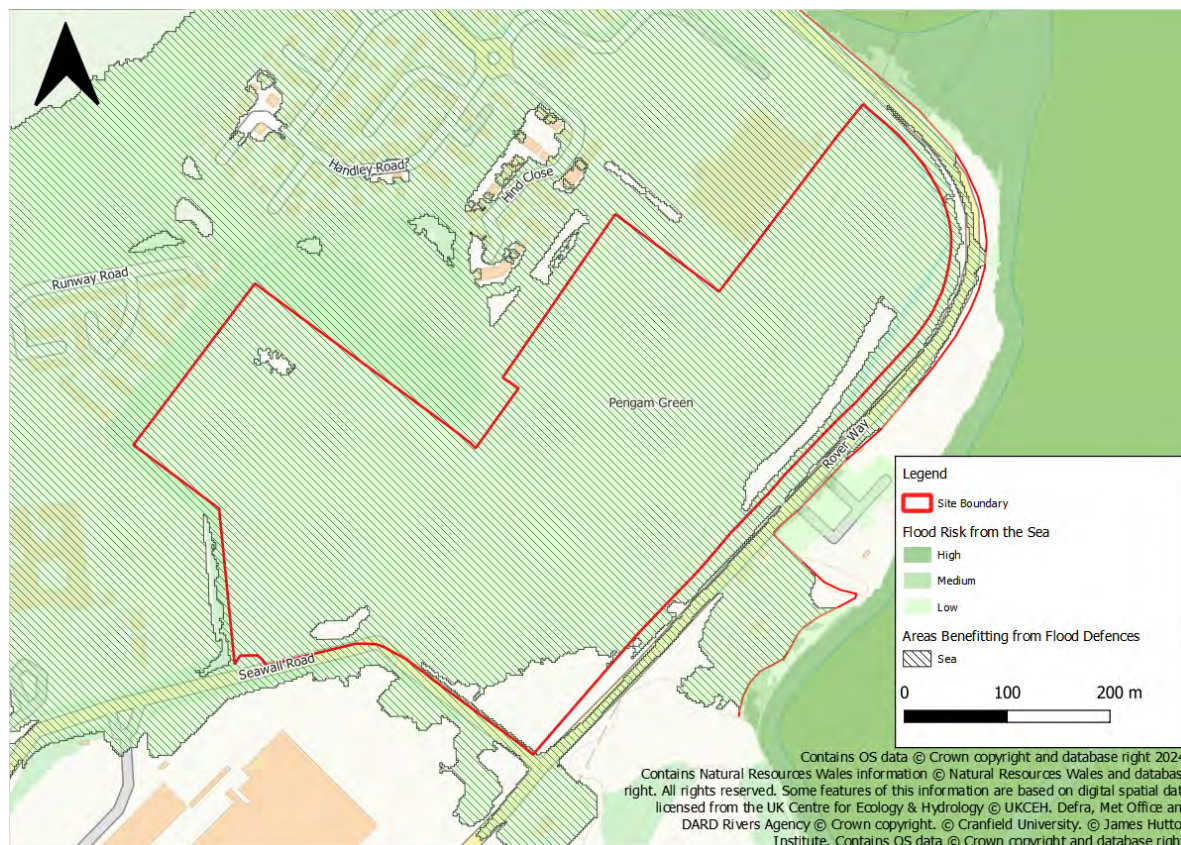 Handley Road
Hind Close
Runway Road
Pengam Green
Rover Way
Seawall Road
Legend
Site Boundary
Flood Risk from the Sea
High
Medium
Low
Areas Benefitting from Flood Defences
Sea
0 100 200 m
Contains OS data © Crown copyright and database right 2024
Contains Natural Resources Wales information © Natural Resources Wales and databas
right. All rights reserved. Some features of this information are based on digital spatial dat
licensed from the UK Centre for Ecology & Hydrology © UKCEH. Defra, Met Office an
DARD Rivers Agency © Crown copyright. © Cranfield University. © James Hutto
Institute. Contains OS data © Crown copyright and database right